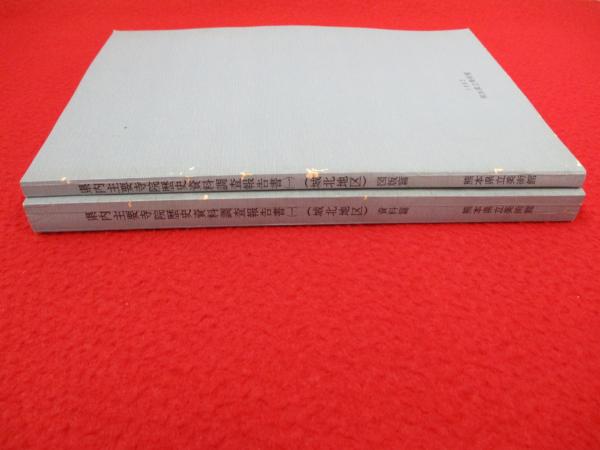 県内主要寺院歴史資料調査報告書(一)(城北地区) 図版篇 熊本県立美術館
県内主要寺院歴史資料調査報告書(一)(城北地区) 資料篇 熊本県立美術館